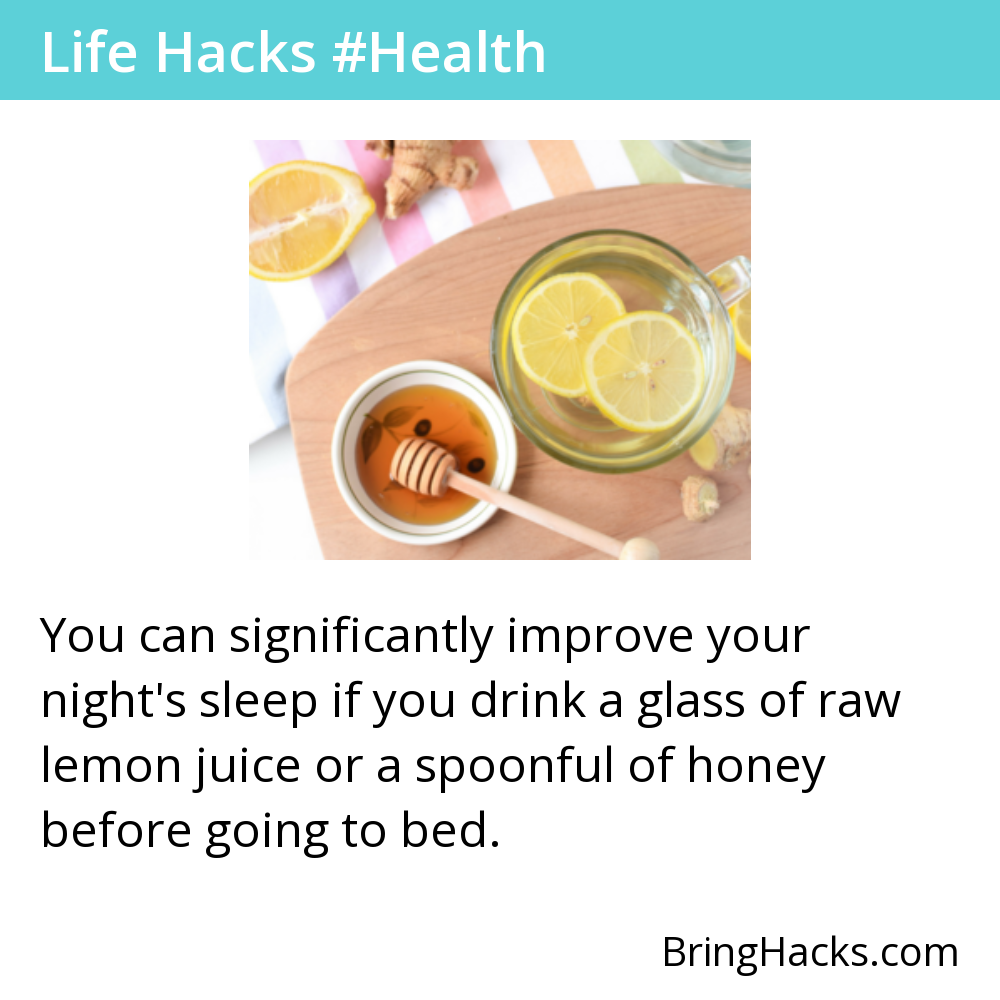 Life Hacks #Health
You can significantly improve your
night's sleep if you drink a glass of raw
lemon juice or a spoonful of honey
before going to bed.
BringHacks.com